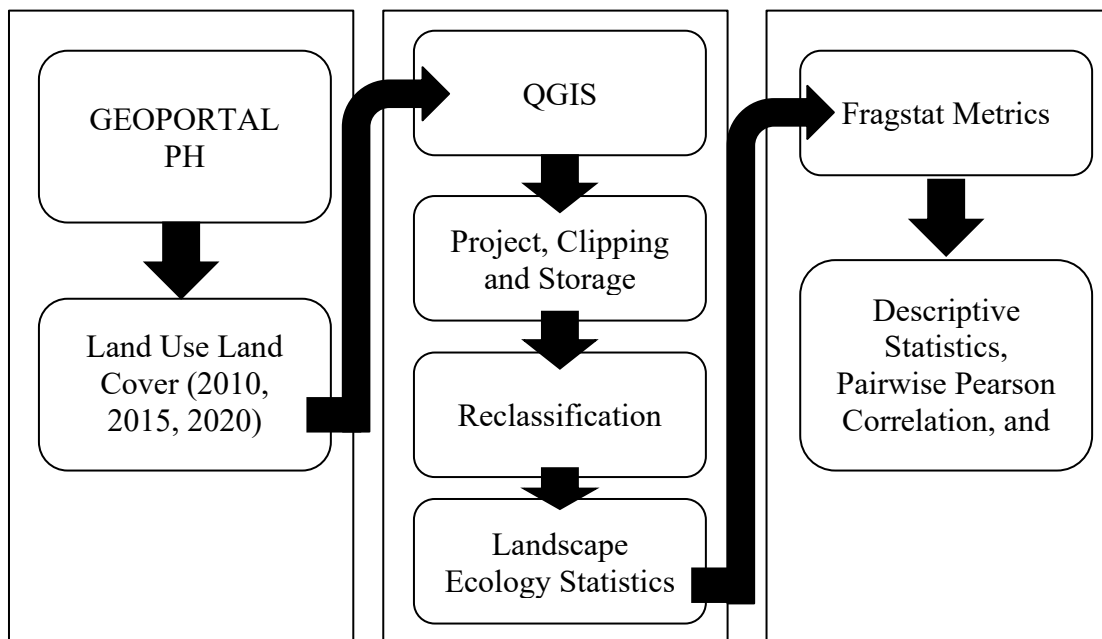 GEOPORTAL
PH
Land Use Land
Cover (2010,
2015, 2020)
QGIS
Project, Clipping
and Storage
Reclassification
Landscape
Ecology Statistics
Fragstat Metrics
Descriptive
Statistics,
Pairwise Pearson
Correlation, and